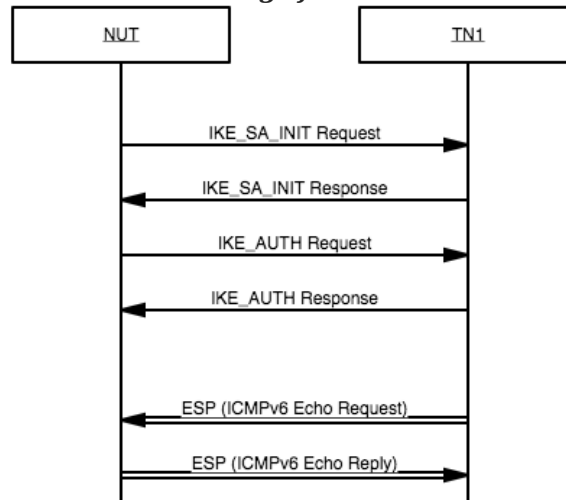 NUT
TN1
IKE_SA_INIT Request
IKE_SA_INIT Response
IKE_AUTH Request
IKE_AUTH Response
ESP (ICMPv6 Echo Request)
ESP (ICMPv6 Echo Reply)